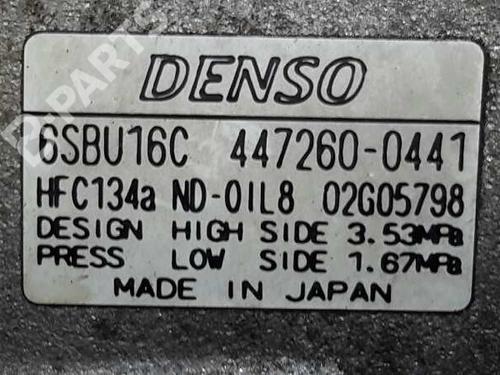 DENSO
6SBU16C 447260-0441
HFC134a ND-OIL8 02G05798
DESIGN HIGH SIDE 3.53MPa
PRESS LOW SIDE 1.67MPa
MADE IN JAPAN